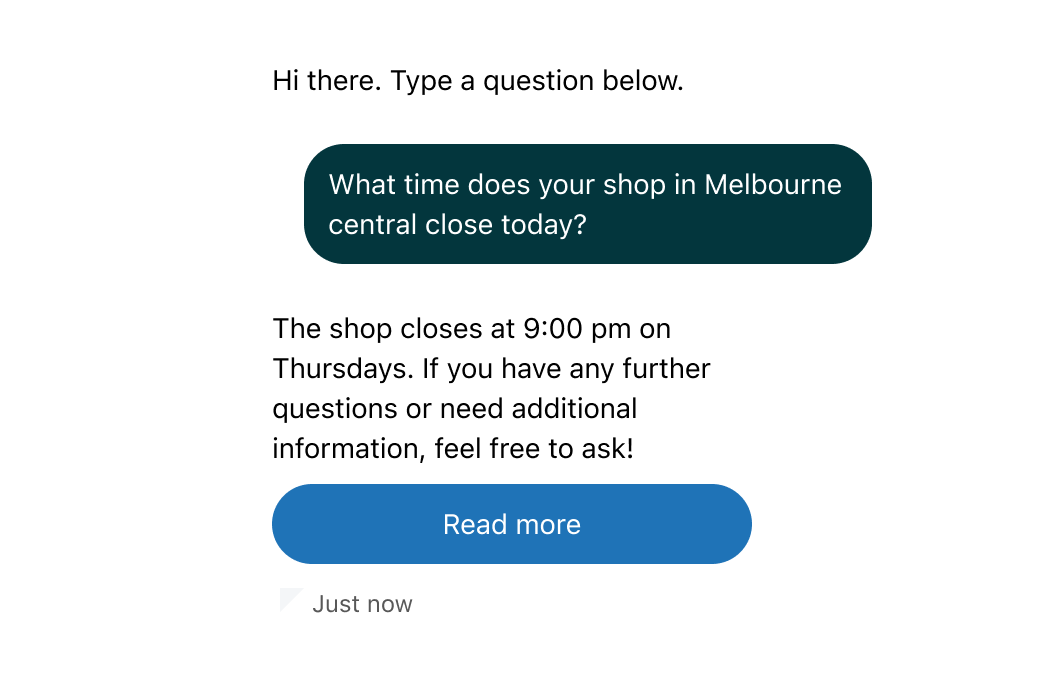 Hi there. Type a question below.
What time does your shop in Melbourne
central close today?
The shop closes at 9:00 pm on
Thursdays. If you have any further
questions or need additional
information, feel free to ask!
Read more
Just now